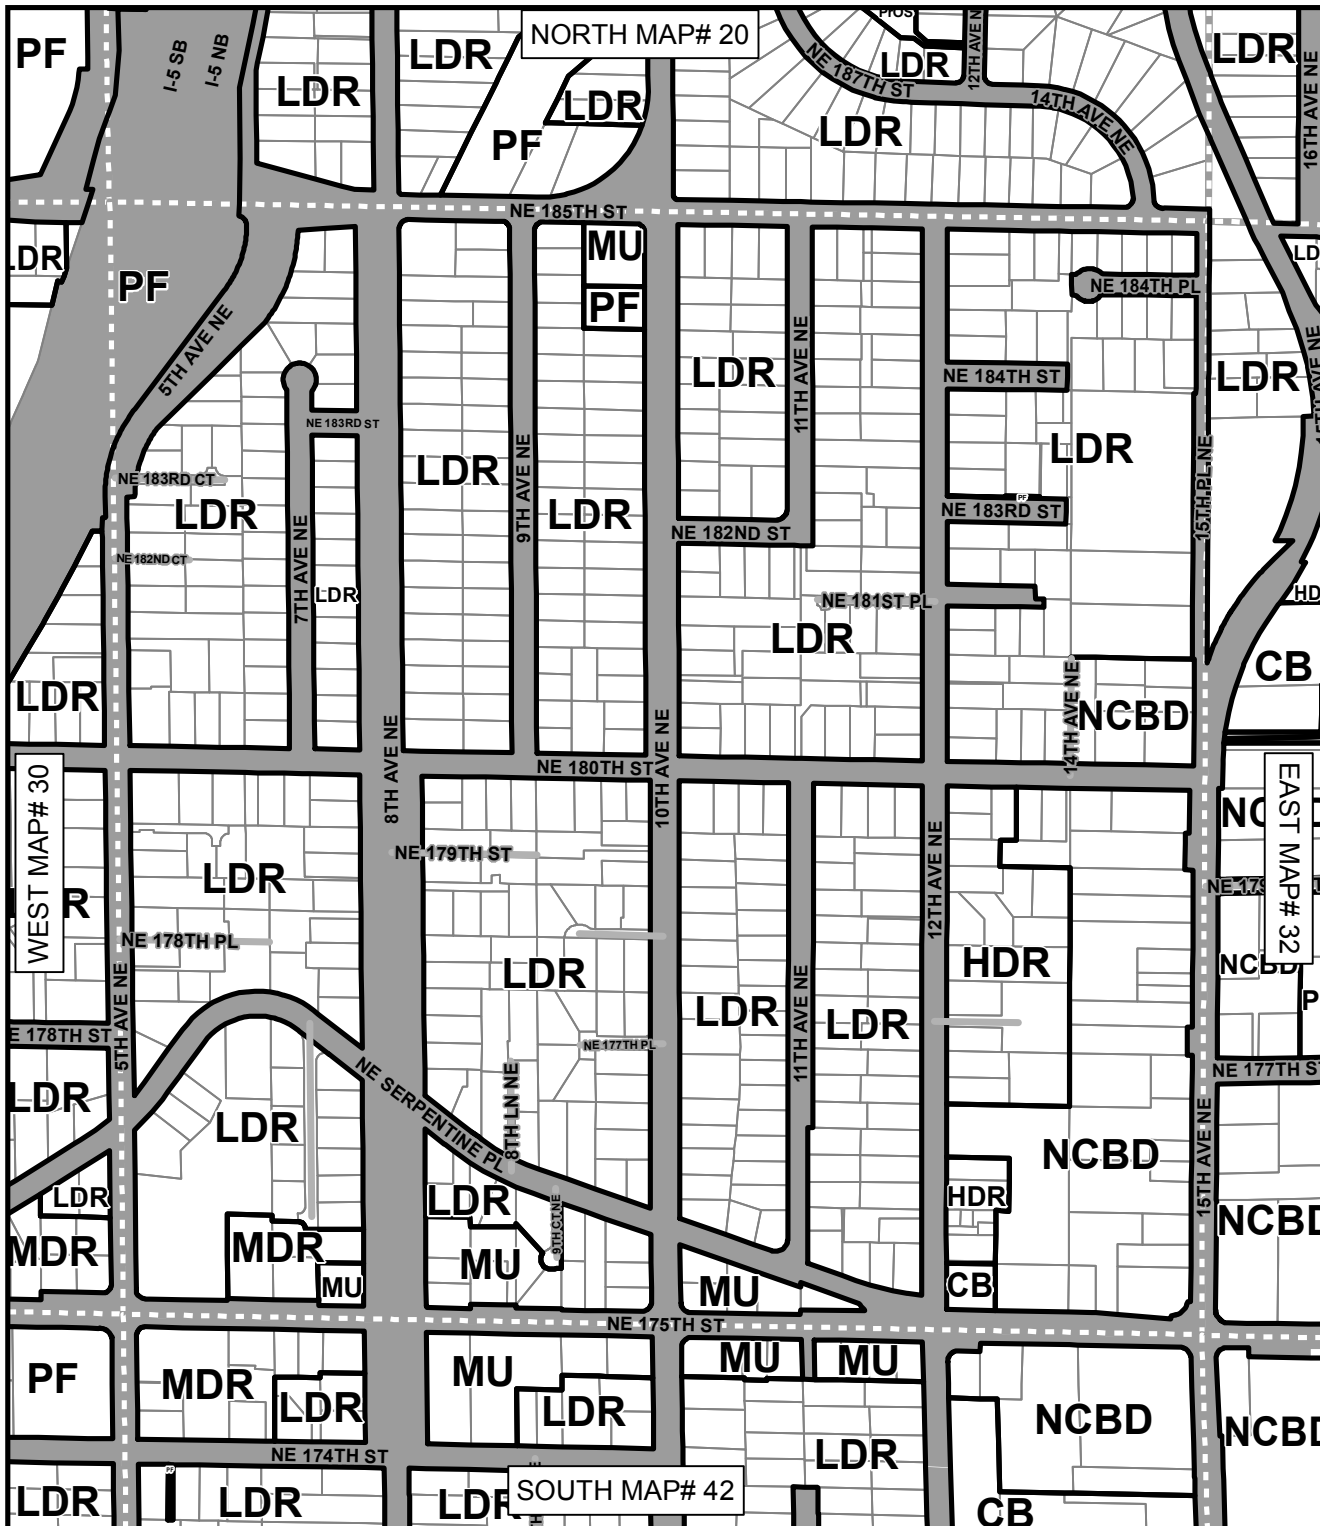 NORTH MAP# 20
PF
I-5 SB
I-5 NB
LDR
LDR
PF
LDR
P/OS
LDR
12TH AVE N
NE 187TH ST
14TH AVE NE
LDR
LDR
16TH AVE NE
NE 185TH ST
LDR
PF
5TH AVE NE
MU
PF
LDR
11TH AVE NE
NE 184TH PL
LD
NE 184TH ST
LDR
15TH AVE NE
NE 183RD ST
NE 183RD CT
LDR
NE 182ND CT
7TH AVE NE
LDR
LDR
9TH AVE NE
LDR
NE 182ND ST
LDR
PF
NE 183RD ST
15TH PL NE
NE 181ST PL
LDR
HD
CB
LDR
8TH AVE NE
10TH AVE NE
14TH AVE NE
NCBD
NE 180TH ST
WEST MAP# 30
EAST MAP# 32
LDR
NE 179TH ST
12TH AVE NE
R
NE 178TH PL
LDR
HDR
NCBD
P
5TH AVE NE
E 178TH ST
LDR
11TH AVE NE
LDR
NE 177TH PL
NE 177TH ST
NE SERPENTINE PL
8TH LN NE
LDR
LDR
NCBD
15TH AVE NE
LDR
MDR
MDR
MU
LDR
MU
9TH CT NE
MU
HDR
CB
NCBD
NE 175TH ST
PF
MDR
LDR
MU
LDR
MU
MU
LDR
NCBD
NCBD
NE 174TH ST
LDR
PF
LDR
LDR
SOUTH MAP# 42
CB